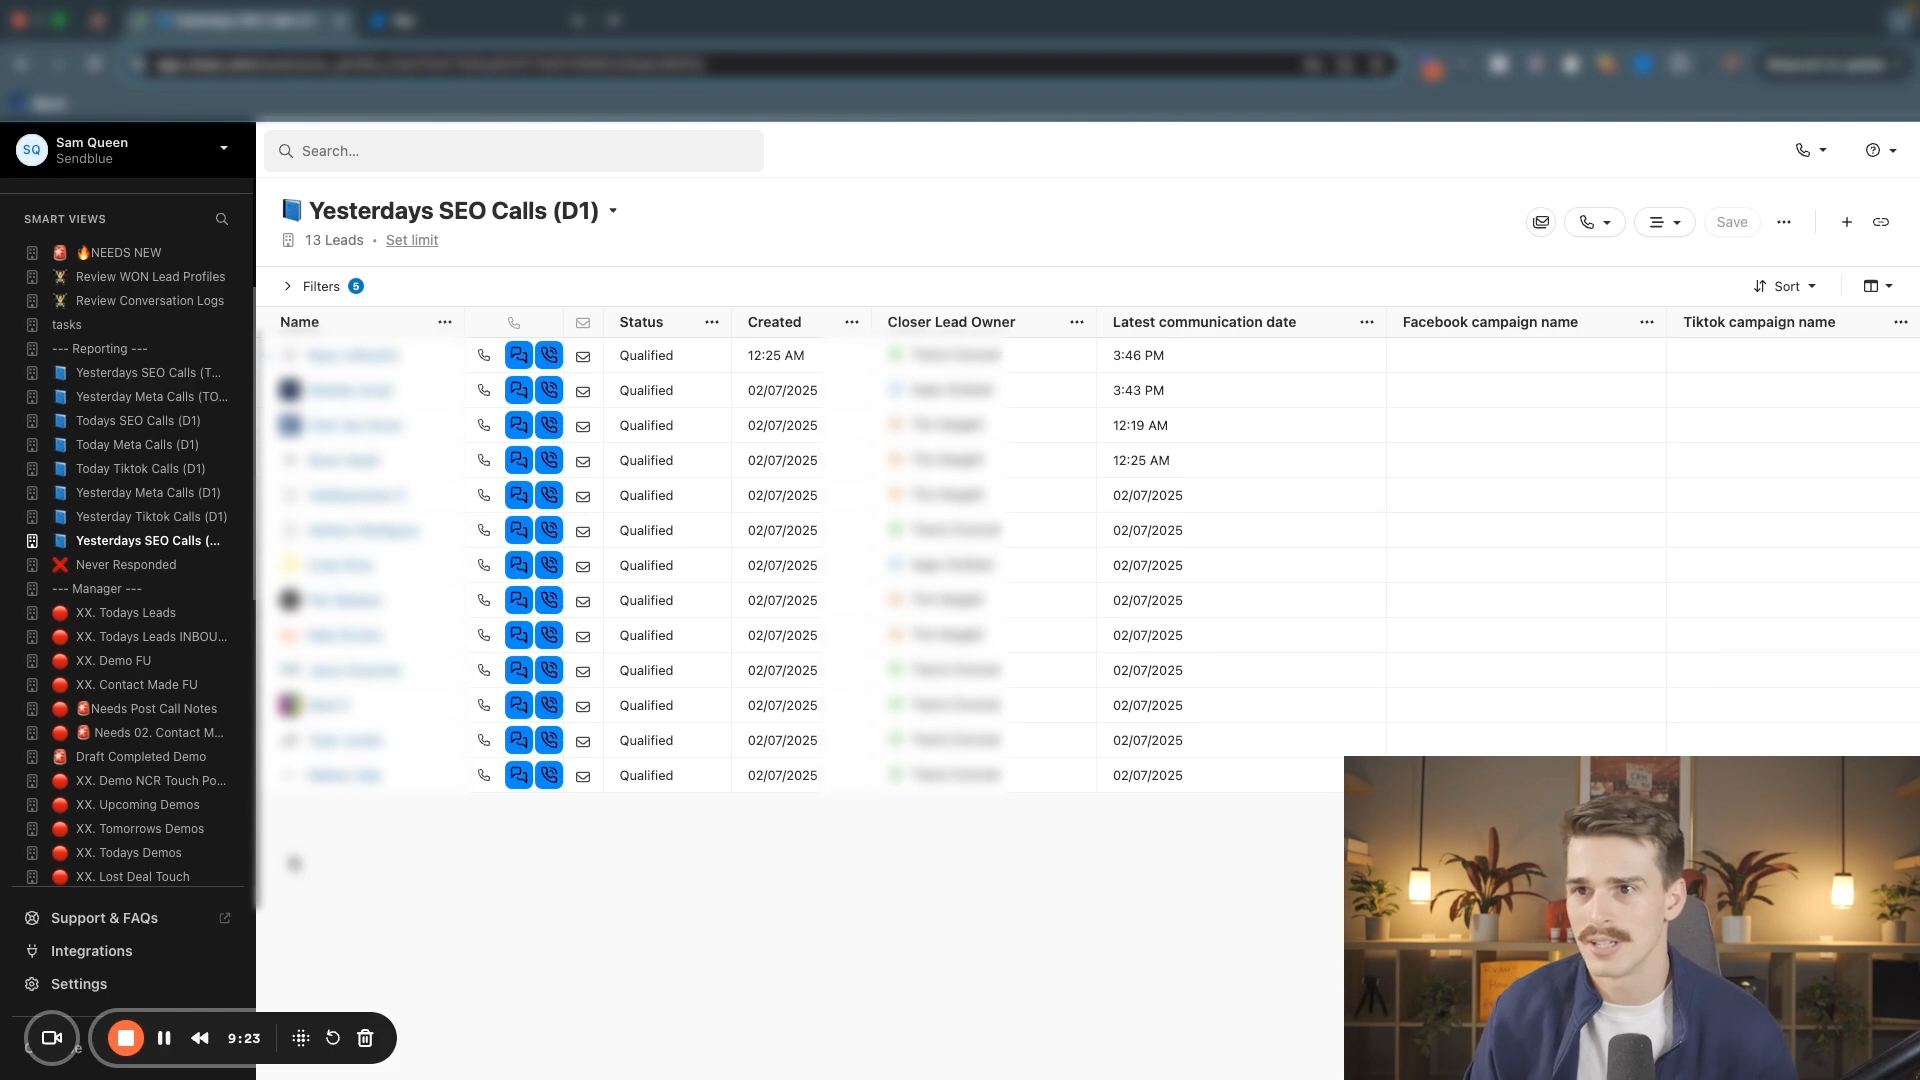 SQ
Sam Queen
Sendblue
Search...
SMART VIEWS
🔥NEEDS NEW
Review WON Lead Profiles
Review Conversation Logs
tasks
--- Reporting ---
Yesterdays SEO Calls (T...
Yesterday Meta Calls (TO...
Todays SEO Calls (D1)
Today Meta Calls (D1)
Today Tiktok Calls (D1)
Yesterday Meta Calls (D1)
Yesterday Tiktok Calls (D1)
Yesterdays SEO Calls (...
Never Responded
--- Manager ---
XX. Todays Leads
XX. Todays Leads INBOU...
XX. Demo FU
XX. Contact Made FU
Needs Post Call Notes
Needs 02. Contact M...
Draft Completed Demo
XX. Demo NCR Touch Po...
XX. Upcoming Demos
XX. Tomorrows Demos
XX. Todays Demos
XX. Lost Deal Touch
Support & FAQs
Integrations
Settings
9:23
Yesterdays SEO Calls (D1)
13 Leads • Set limit
Save
Filters 5
Sort
Name Status Created Closer Lead Owner Latest communication date Facebook campaign name Tiktok campaign name
Qualified 12:25 AM 3:46 PM
Qualified 02/07/2025 3:43 PM
Qualified 02/07/2025 12:19 AM
Qualified 02/07/2025 12:25 AM
Qualified 02/07/2025 02/07/2025
Qualified 02/07/2025 02/07/2025
Qualified 02/07/2025 02/07/2025
Qualified 02/07/2025 02/07/2025
Qualified 02/07/2025 02/07/2025
Qualified 02/07/2025 02/07/2025
Qualified 02/07/2025 02/07/2025
Qualified 02/07/2025 02/07/2025
Qualified 02/07/2025 02/07/2025